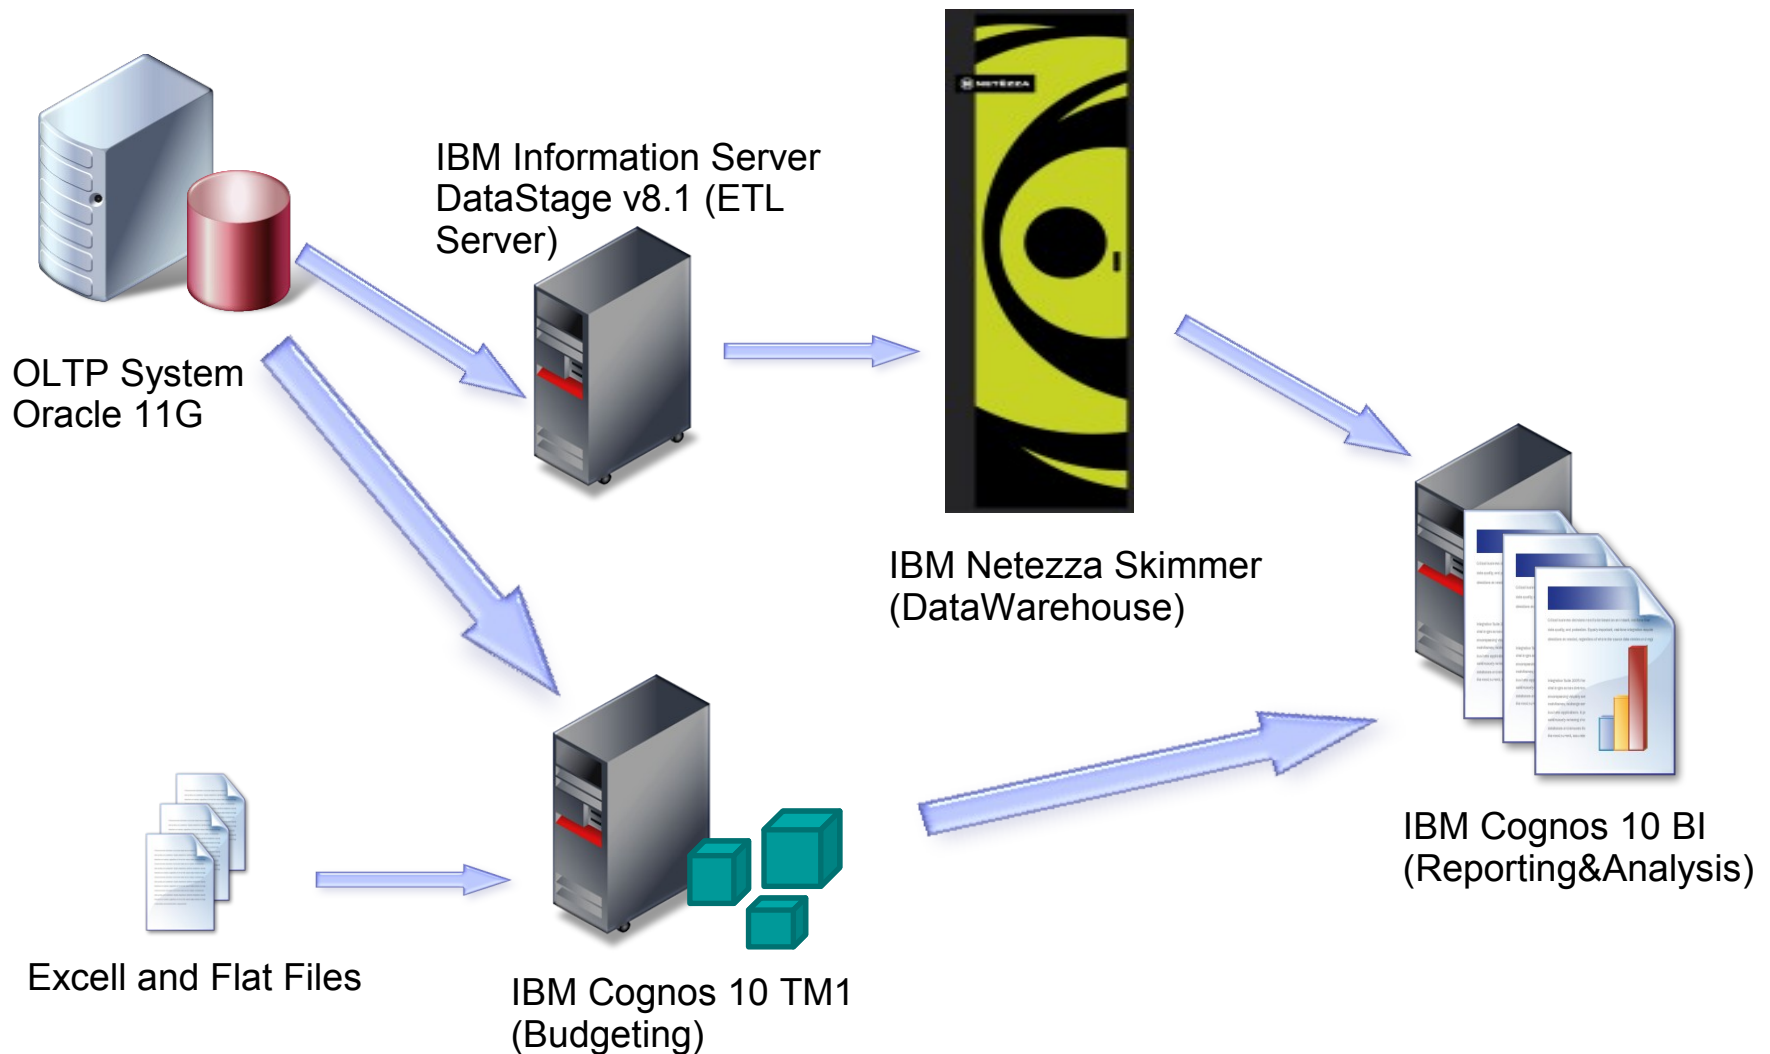 NETEZZA
IBM Information Server
DataStage v8.1 (ETL
Server)
OLTP System
Oracle 11G
IBM Netezza Skimmer
(DataWarehouse)
IBM Cognos 10 BI
(Reporting&Analysis)
Excell and Flat Files
IBM Cognos 10 TM1
(Budgeting)